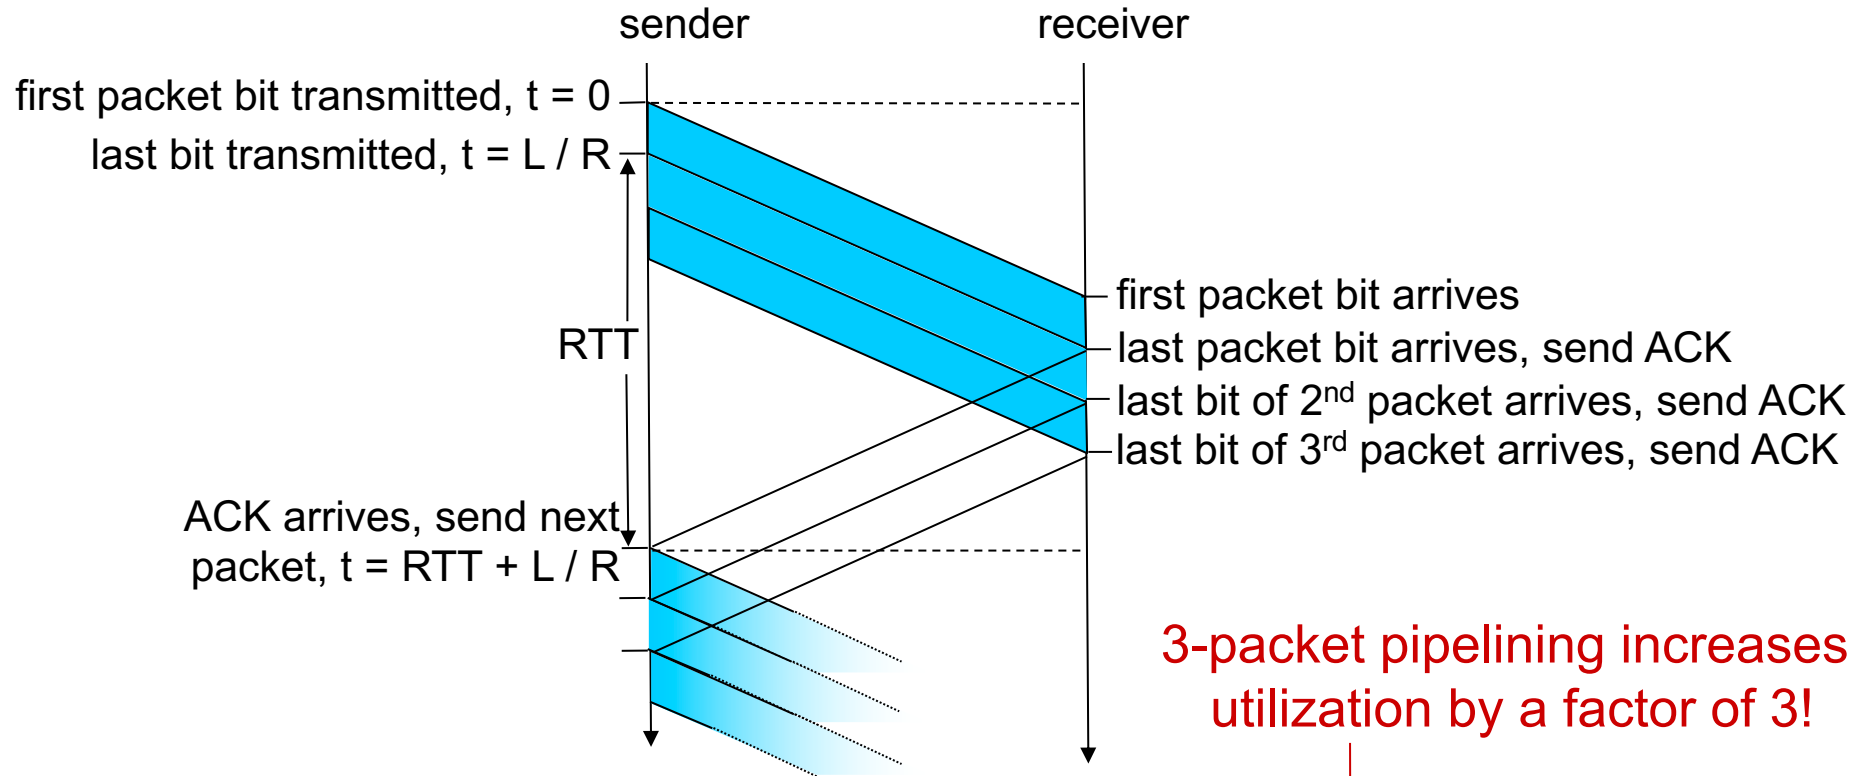 sender
receiver
first packet bit transmitted, t = 0
last bit transmitted, t = L / R
first packet bit arrives
RTT
last packet bit arrives, send ACK
last bit of 2nd packet arrives, send ACK
last bit of 3rd packet arrives, send ACK
ACK arrives, send next
packet, t = RTT + L / R
3-packet pipelining increases
utilization by a factor of 3!